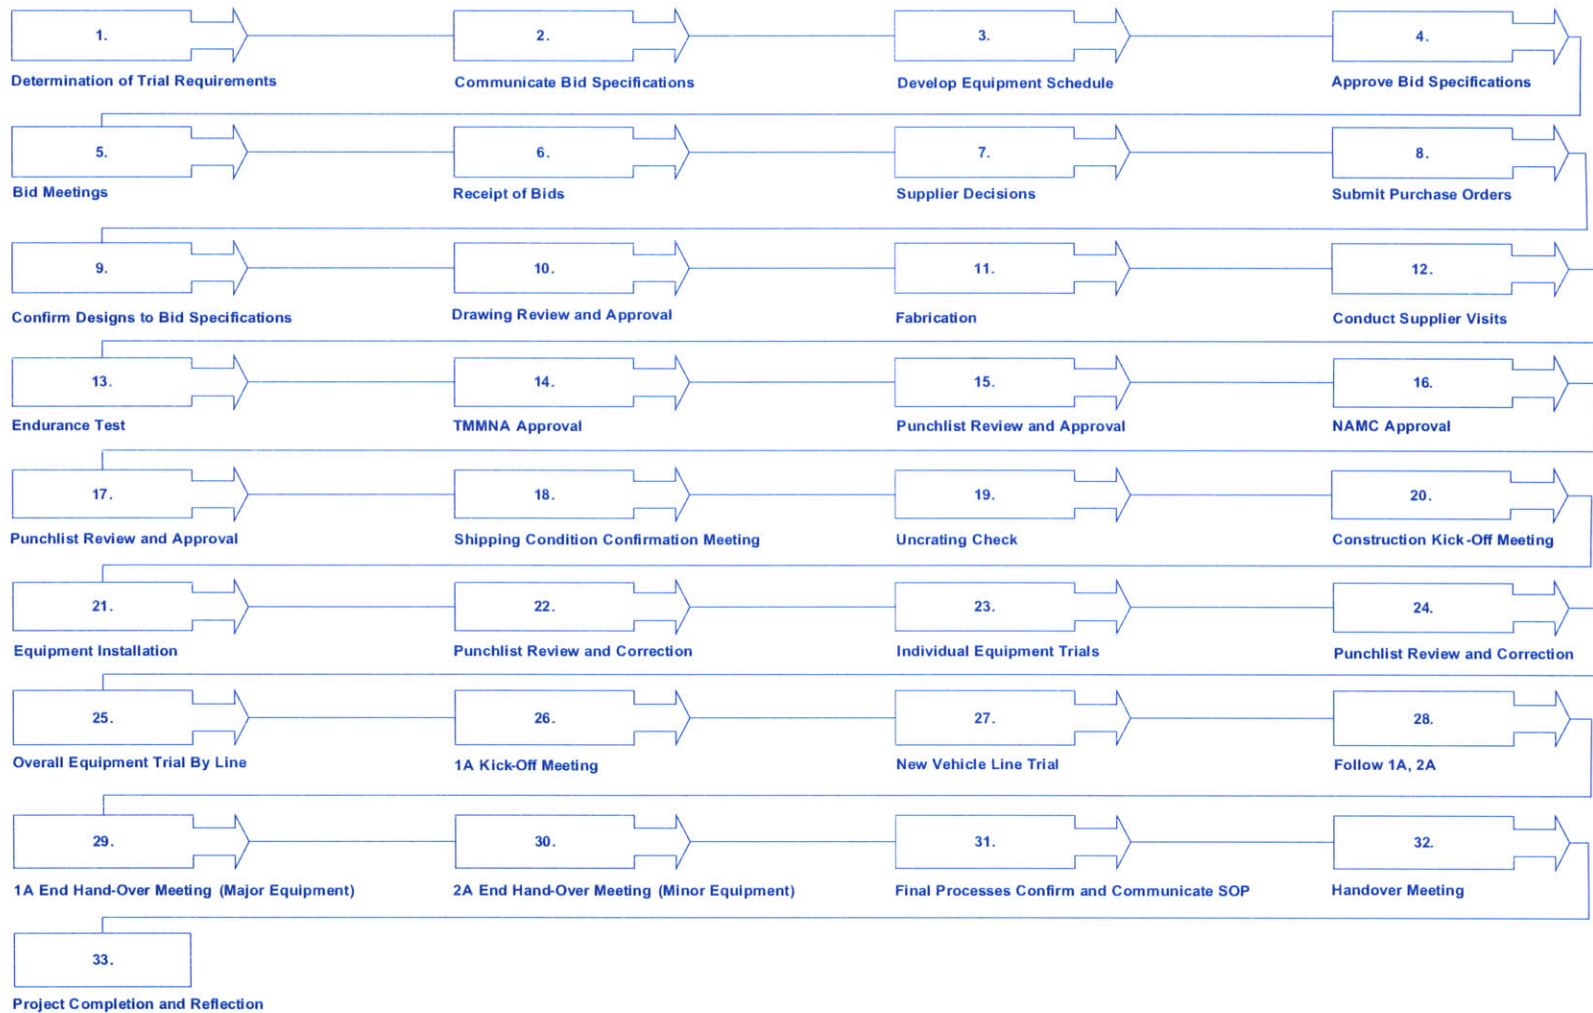 1.
2.
3.
4.
Determination of Trial Requirements
Communicate Bid Specifications
Develop Equipment Schedule
Approve Bid Specifications
5.
6.
7.
8.
Bid Meetings
Receipt of Bids
Supplier Decisions
Submit Purchase Orders
9.
10.
11.
12.
Confirm Designs to Bid Specifications
Drawing Review and Approval
Fabrication
Conduct Supplier Visits
13.
14.
15.
16.
Endurance Test
TMMNA Approval
Punchlist Review and Approval
NAMC Approval
17.
18.
19.
20.
Punchlist Review and Approval
Shipping Condition Confirmation Meeting
Uncrating Check
Construction Kick-Off Meeting
21.
22.
23.
24.
Equipment Installation
Punchlist Review and Correction
Individual Equipment Trials
Punchlist Review and Correction
25.
26.
27.
28.
Overall Equipment Trial By Line
1A Kick-Off Meeting
New Vehicle Line Trial
Follow 1A, 2A
29.
30.
31.
32.
1A End Hand-Over Meeting (Major Equipment)
2A End Hand-Over Meeting (Minor Equipment)
Final Processes Confirm and Communicate SOP
Handover Meeting
33.
Project Completion and Reflection